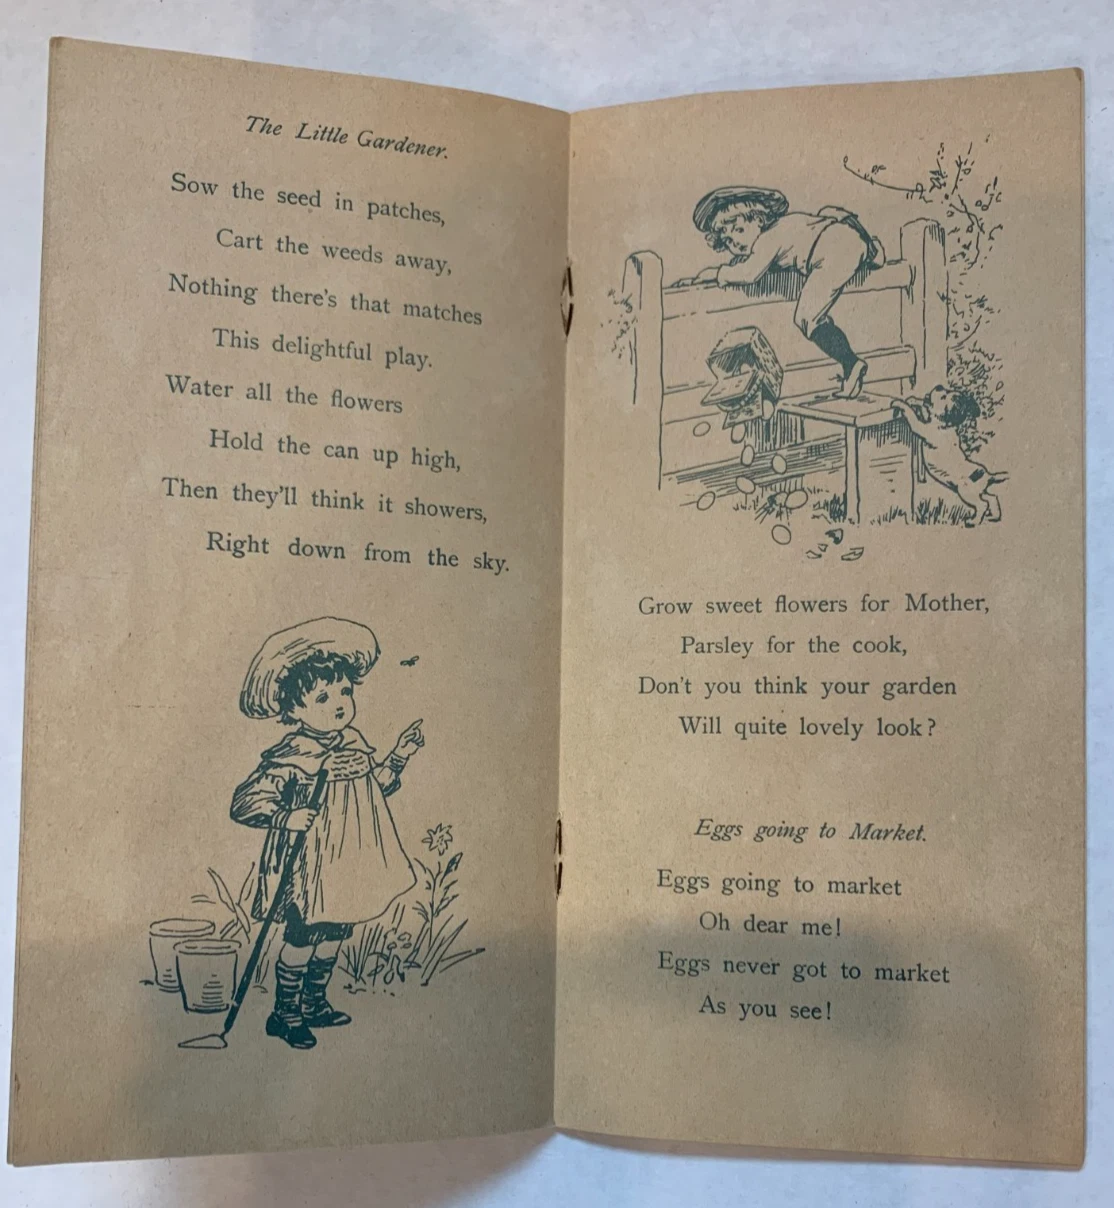 The Little Gardener.
Sow the seed in patches,
Cart the weeds away,
Nothing there's that matches
This delightful play.
Water all the flowers
Hold the can up high,
Then they'll think it showers,
Right down from the sky.
Grow sweet flowers for Mother,
Parsley for the cook,
Don't you think your garden
Will quite lovely look?
Eggs going to Market.
Eggs going to market
Oh dear me!
Eggs never got to market
As you see!